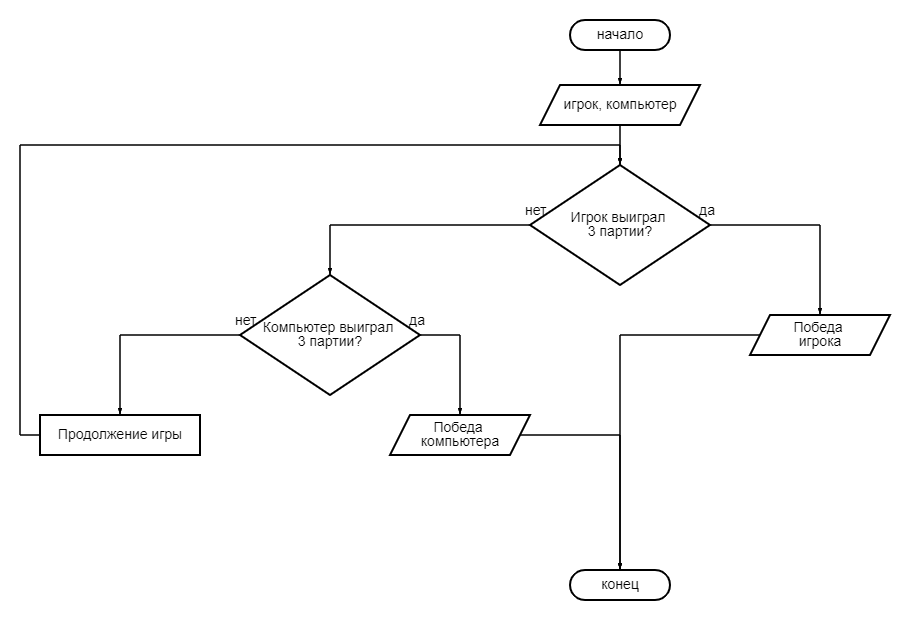 начало
игрок, компьютер
нет
да
Игрок выиграл
3 партии?
нет
да
Компьютер выиграл
3 партии?
Победа
игрока
Продолжение игры
Победа
компьютера
конец